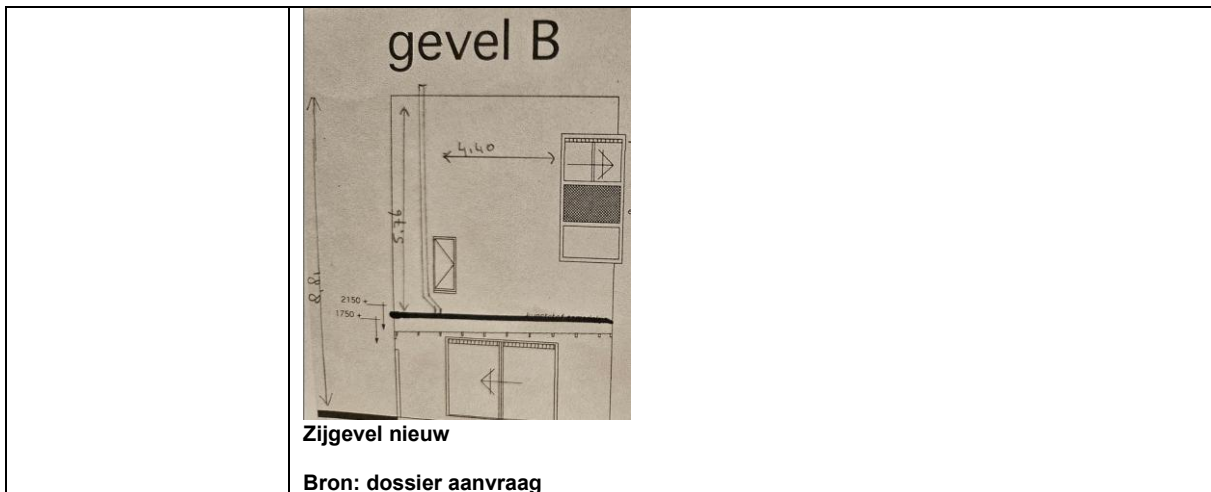 gevel B
4,40
5,76
8,81
2150 +
1750 +
Zijgevel nieuw
Bron: dossier aanvraag